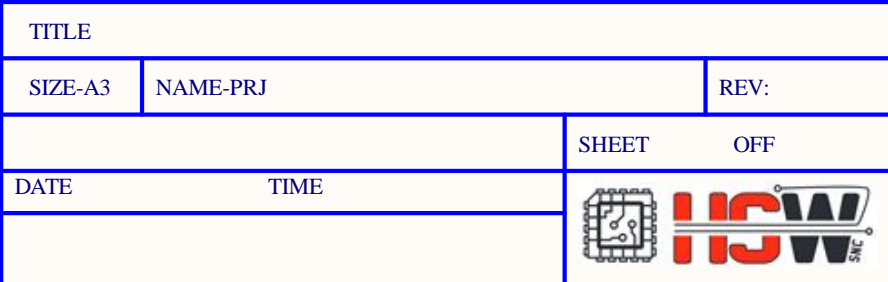 TITLE
SIZE-A3 NAME-PRJ REV:
SHEET OFF
DATE TIME
HSW SNC